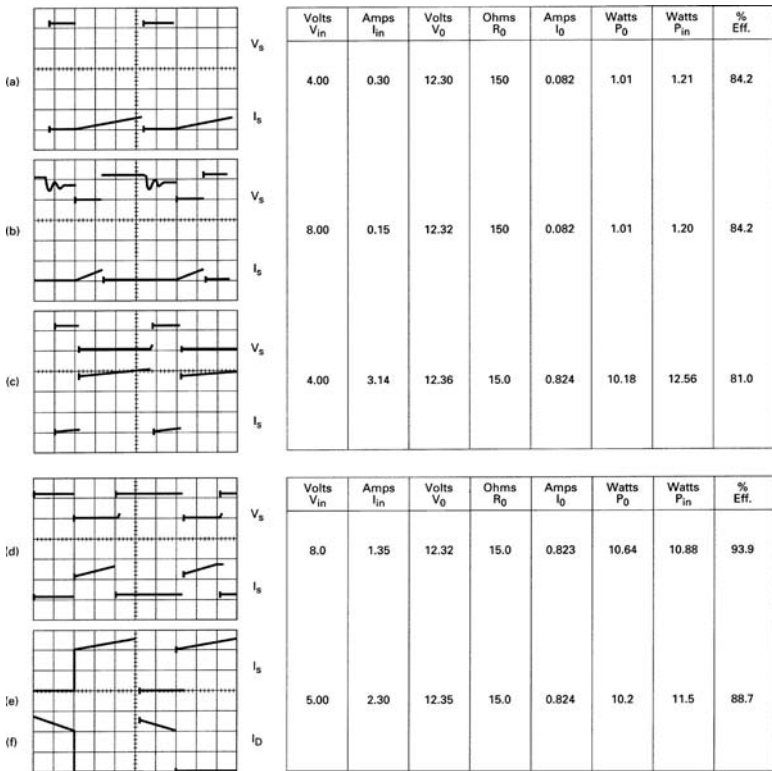 Volts Amps Volts Ohms Amps Watts Watts %
Vin Iin V0 R0 I0 P0 Pin Eff.
Vs
(a) 4.00 0.30 12.30 150 0.082 1.01 1.21 84.2
Is
Vs
(b) 8.00 0.15 12.32 150 0.082 1.01 1.20 84.2
Is
Vs
(c) 4.00 3.14 12.36 15.0 0.824 10.18 12.56 81.0
Is
Volts Amps Volts Ohms Amps Watts Watts %
Vin Iin V0 R0 I0 P0 Pin Eff.
Vs
(d) 8.0 1.35 12.32 15.0 0.823 10.64 10.88 93.9
Is
Is
(e) 5.00 2.30 12.35 15.0 0.824 10.2 11.5 88.7
(f) ID